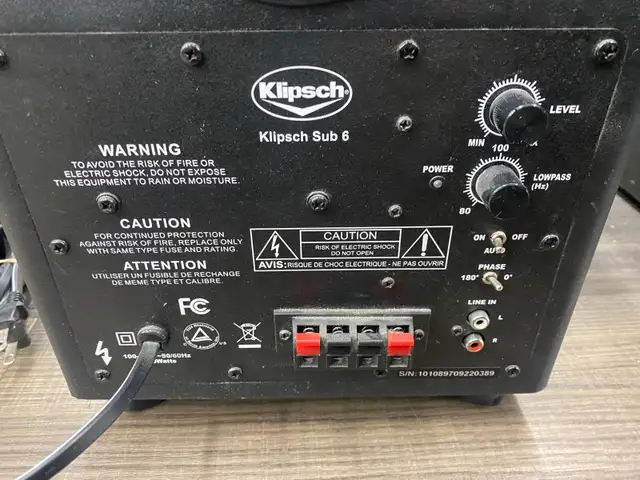 Klipsch
Klipsch Sub 6
LEVEL
MIN
100
POWER
LOWPASS
(Hz)
80
ON
OFF
AUTO
PHASE
180°
0°
LINE IN
L
R
WARNING
TO AVOID THE RISK OF FIRE OR
ELECTRIC SHOCK, DO NOT EXPOSE
THIS EQUIPMENT TO RAIN OR MOISTURE.
CAUTION
FOR CONTINUED PROTECTION
AGAINST RISK OF FIRE, REPLACE ONLY
WITH SAME TYPE FUSE AND RATING.
ATTENTION
UTILISER UN FUSIBLE DE RECHANGE
DE MEME TYPE ET CALIBRE.
CAUTION
RISK OF ELECTRIC SHOCK
DO NOT OPEN
AVIS: RISQUE DE CHOC ELECTRIQUE - NE PAS OUVRIR
FC
100-
~50/60Hz
Watts
S/N: 101089709220389